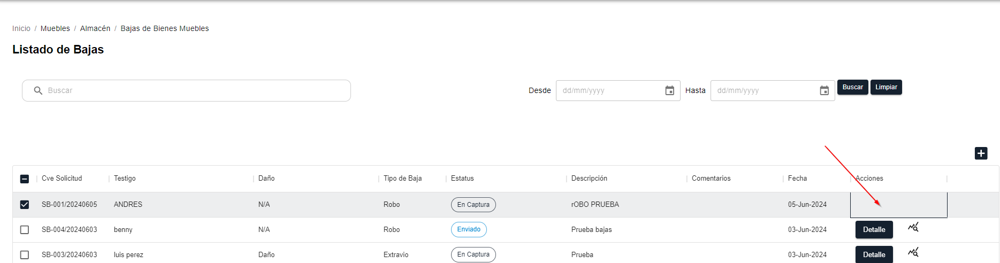 Inicio / Muebles / Almacén / Bajas de Bienes Muebles
Listado de Bajas
Buscar
Desde dd/mm/yyyy Hasta dd/mm/yyyy Buscar Limpiar
Cve Solicitud Testigo Daño Tipo de Baja Estatus Descripción Comentarios Fecha Acciones
SB-001/20240605 ANDRES N/A Robo En Captura rOBO PRUEBA 05-Jun-2024
SB-004/20240603 benny N/A Robo Enviado Prueba bajas 03-Jun-2024 Detalle
SB-003/20240603 luis perez Daño Extravio En Captura Prueba 03-Jun-2024 Detalle